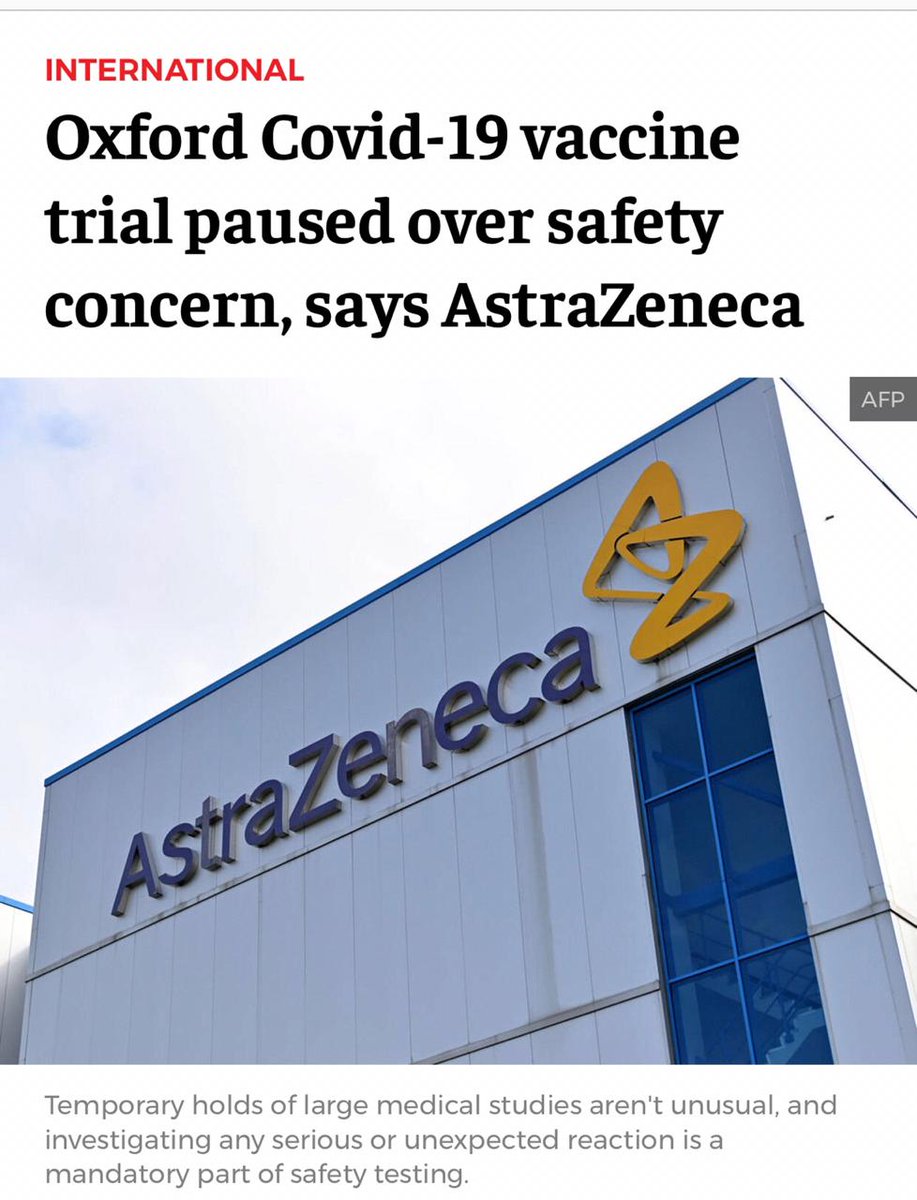 INTERNATIONAL
Oxford Covid-19 vaccine
trial paused over safety
concern, says AstraZeneca
AFP
AstraZeneca
Temporary holds of large medical studies aren't unusual, and
investigating any serious or unexpected reaction is a
mandatory part of safety testing.